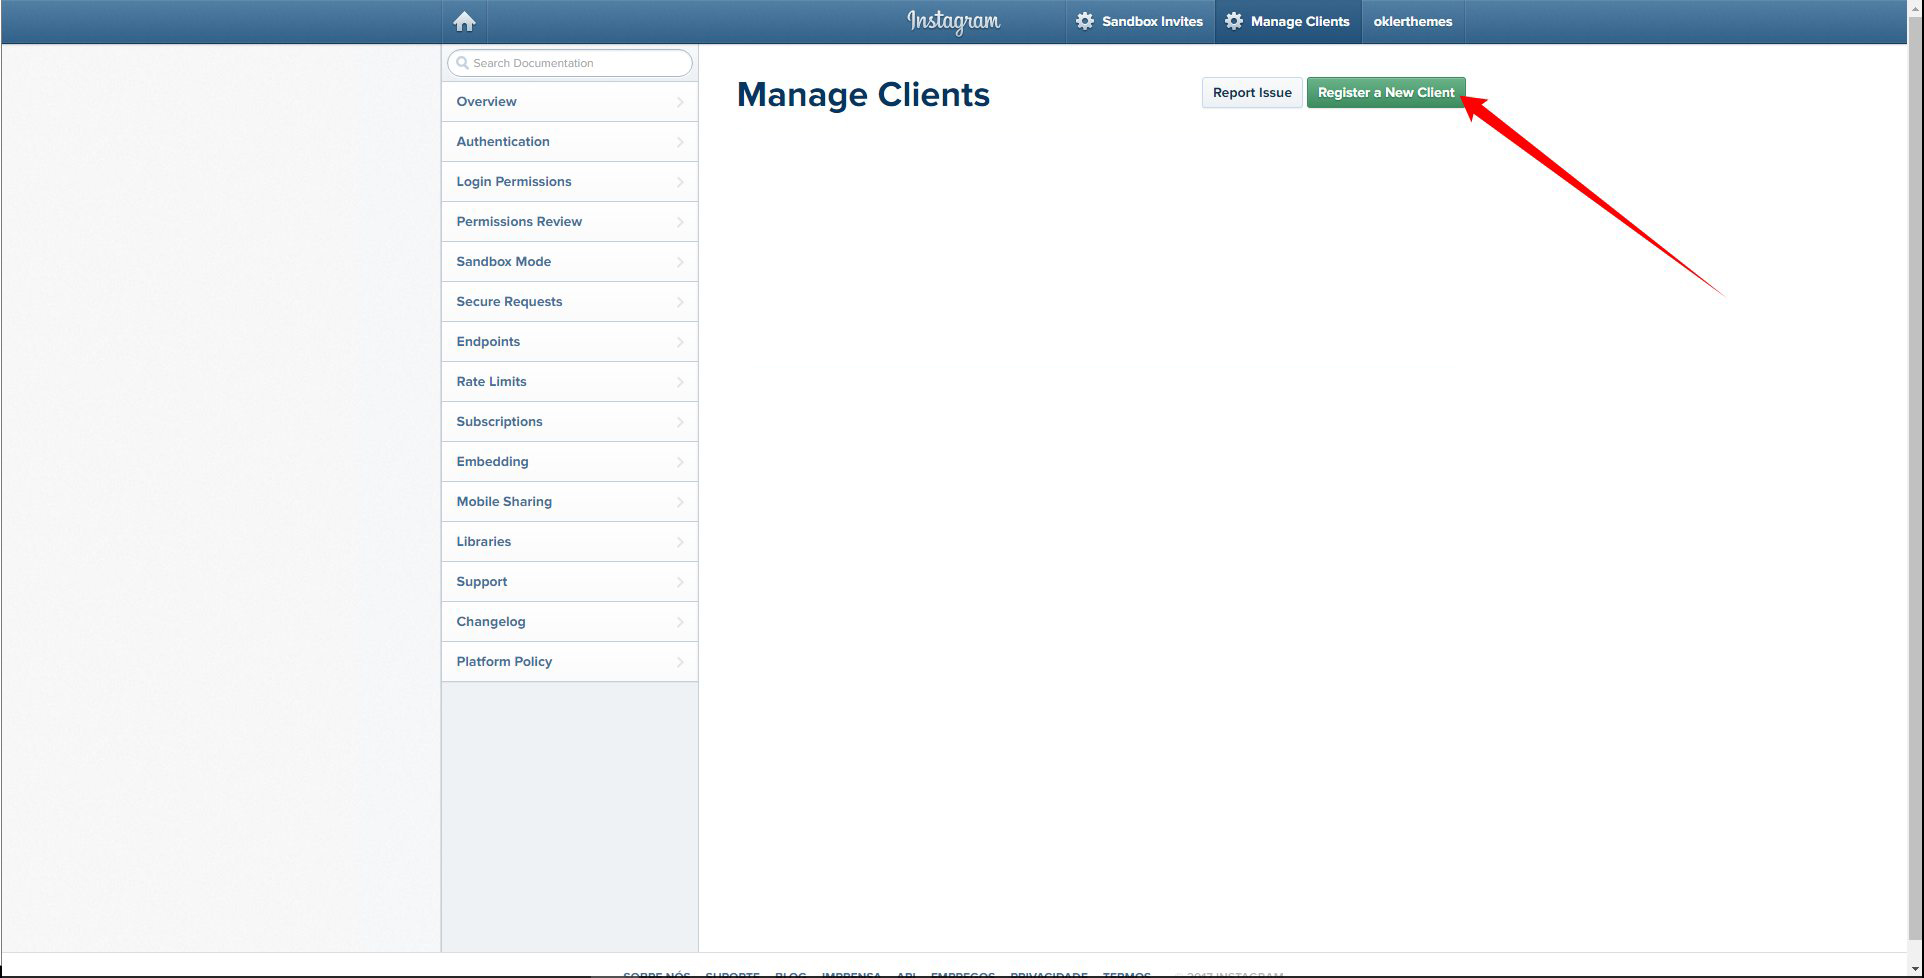 Instagram
Sandbox Invites
Manage Clients
oklerthemes
Search Documentation
Overview
Authentication
Login Permissions
Permissions Review
Sandbox Mode
Secure Requests
Endpoints
Rate Limits
Subscriptions
Embedding
Mobile Sharing
Libraries
Support
Changelog
Platform Policy
Manage Clients
Report Issue
Register a New Client
SOBRE NÓS SUPORTE BLOG IMPRENSA API EMPREGOS PRIVACIDADE TERMOS © 2017 INSTAGRAM